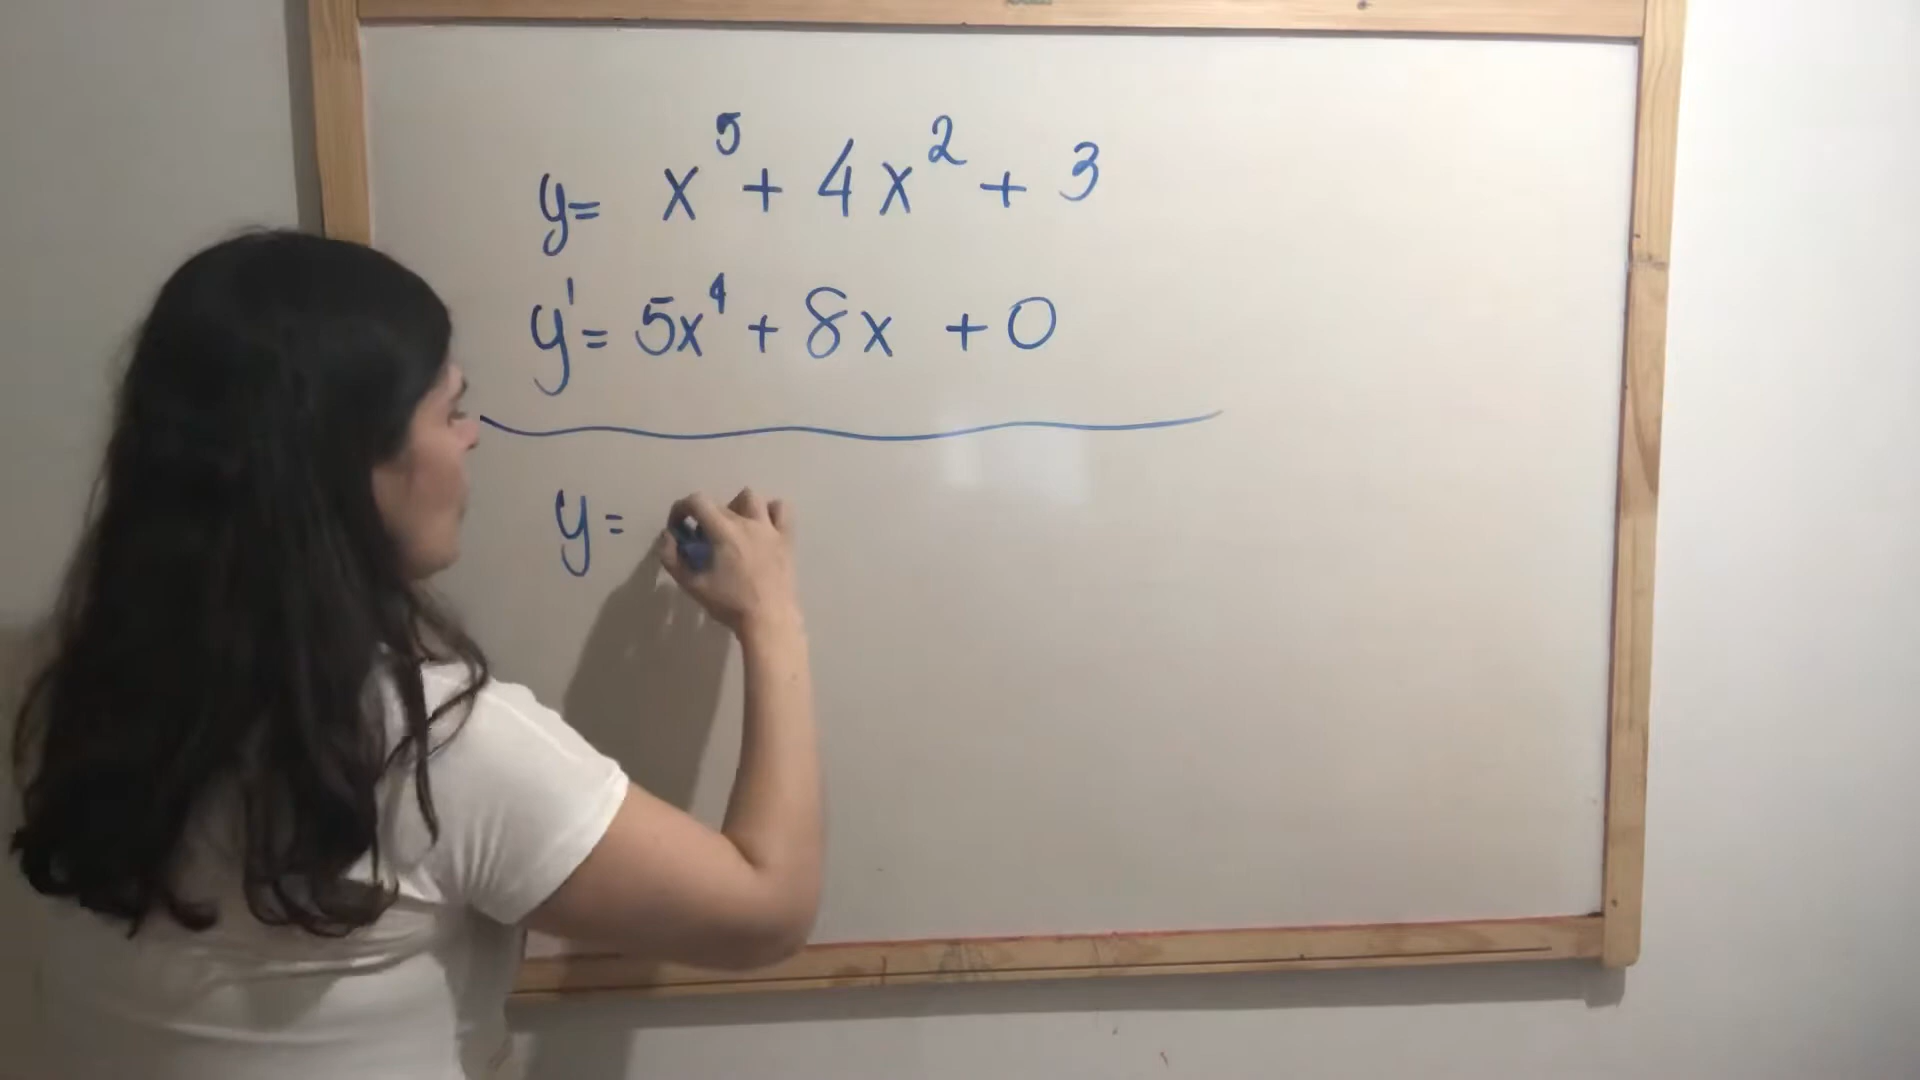 y= x⁵ + 4x² + 3
y'= 5x⁴ + 8x + 0
y=